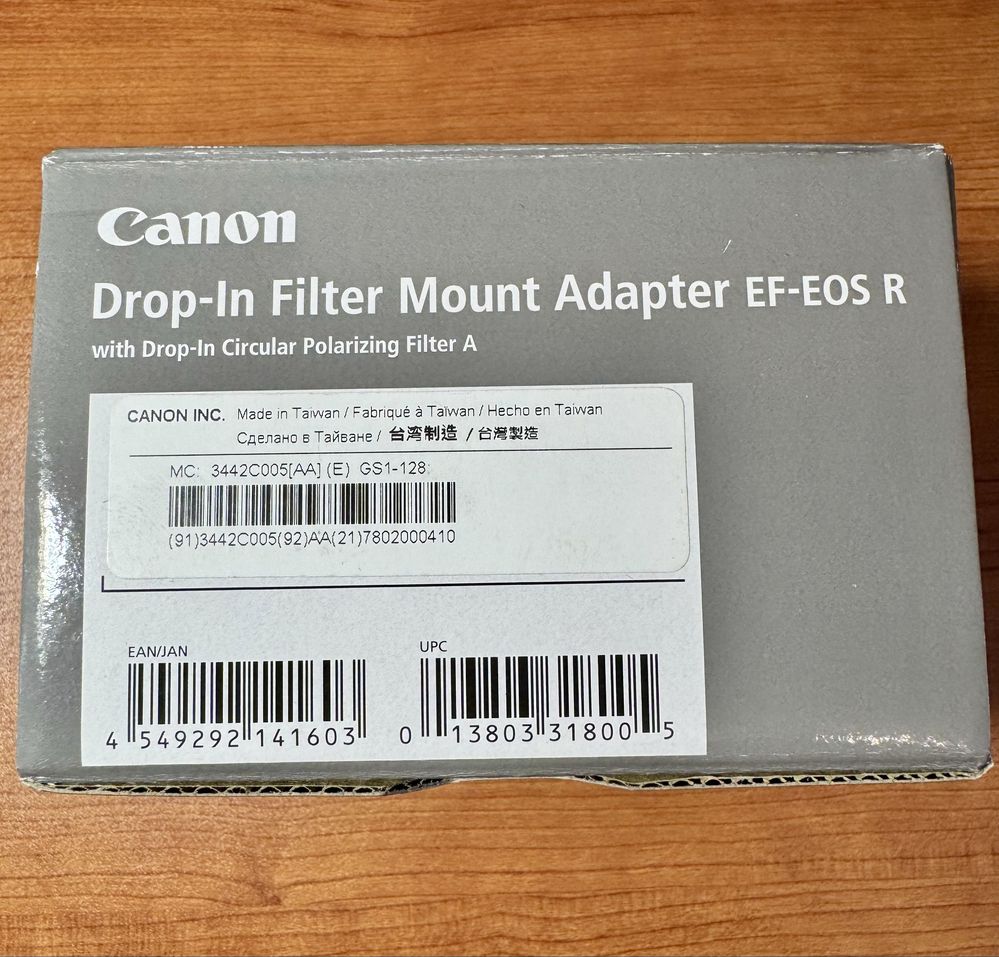 Canon
Drop-In Filter Mount Adapter EF-EOS R
with Drop-In Circular Polarizing Filter A
CANON INC. Made in Taiwan / Fabriqué à Taïwan / Hecho en Taiwan
Сделано в Тайване / 台湾制造 / 台灣製造
MC: 3442C005[AA] (E) GS1-128:
(91)3442C005(92)AA(21)7802000410
EAN/JAN
4 549292 141603
UPC
0 13803 31800 5